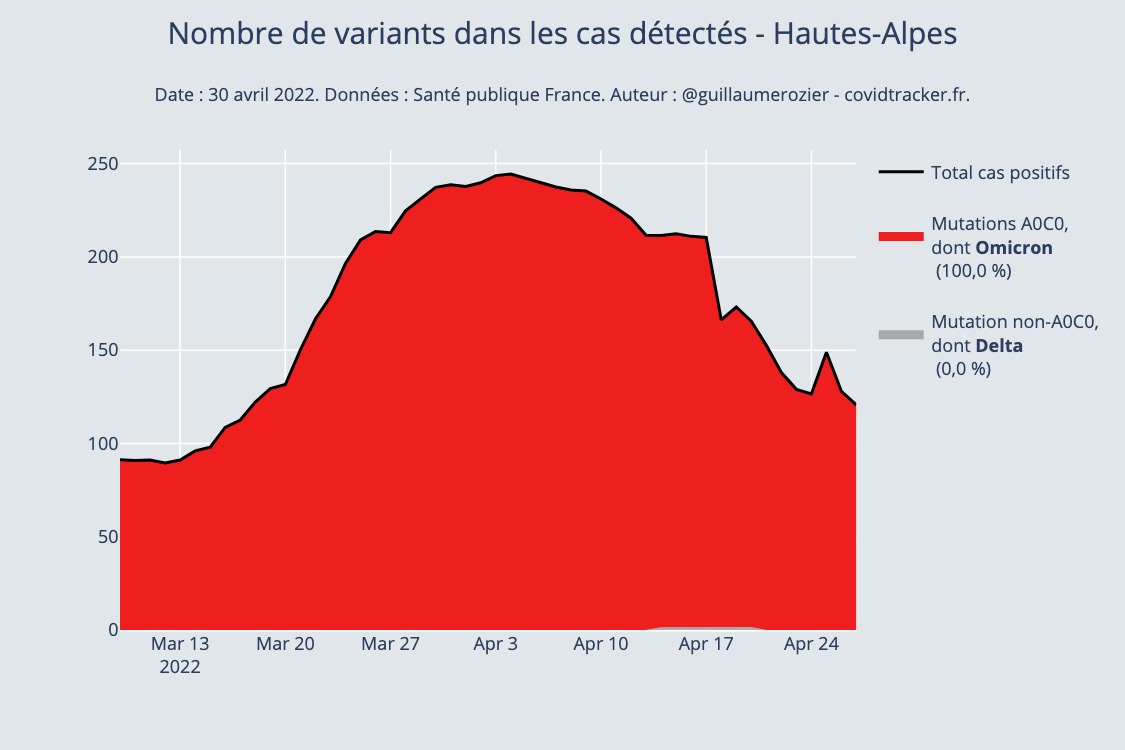 Nombre de variants dans les cas détectés - Hautes-Alpes
Date : 30 avril 2022. Données : Santé publique France. Auteur : @guillaumerozier - covidtracker.fr.
250
200
150
100
50
0
Mar 13
2022
Mar 20
Mar 27
Apr 3
Apr 10
Apr 17
Apr 24
Total cas positifs
Mutations A0C0,
dont Omicron
(100,0 %)
Mutation non-A0C0,
dont Delta
(0,0 %)